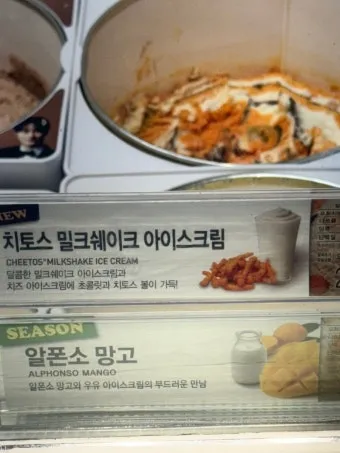 NEW
치토스 밀크쉐이크 아이스크림
CHEETOS® MILKSHAKE ICE CREAM
달콤한 밀크쉐이크 아이스크림과
치즈 아이스크림에 초콜릿과 치토스 볼이 가득!
SEASON
알폰소 망고
ALPHONSO MANGO
알폰소 망고와 우유 아이스크림의 부드러운 만남